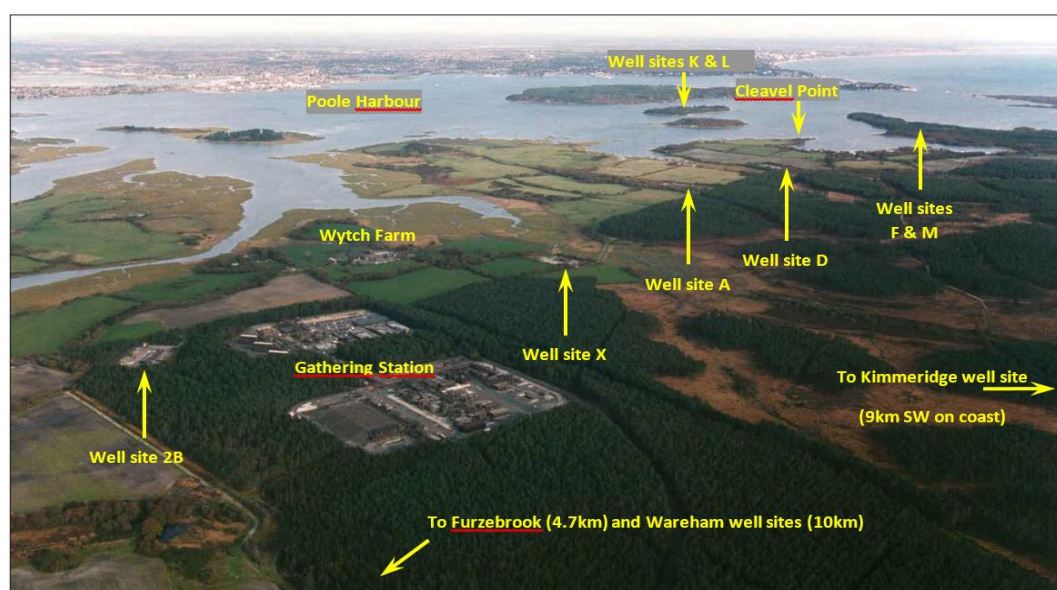 Well sites K & L
Cleavel Point
Poole Harbour
Well sites
F & M
Wytch Farm
Well site D
Well site A
Well site X
Gathering Station
To Kimmeridge well site
(9km SW on coast)
Well site 2B
To Furzebrook (4.7km) and Wareham well sites (10km)